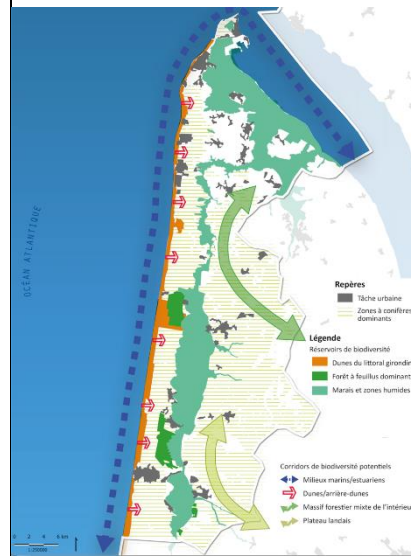 OCÉAN ATLANTIQUE
Repères
Tâche urbaine
Zones à conifères
dominants
Légende
Réservoirs de biodiversité
Dunes du littoral girondin
Forêt à feuillus dominant
Marais et zones humides
Corridors de biodiversité potentiels
Milieux marins/estuariens
Dunes/arrière-dunes
Massif forestier mixte de l'intérieu
Plateau landais
0 2 4 6 km